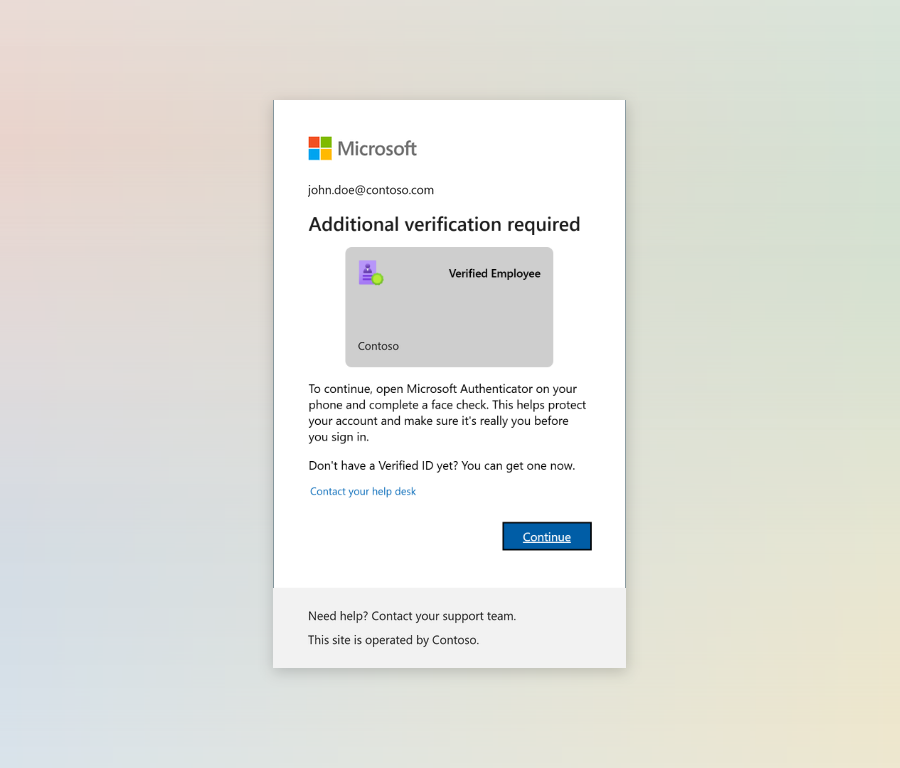 Microsoft
john.doe@contoso.com
Additional verification required
Verified Employee
Contoso
To continue, open Microsoft Authenticator on your
phone and complete a face check. This helps protect
your account and make sure it's really you before
you sign in.
Don't have a Verified ID yet? You can get one now.
Contact your help desk
Continue
Need help? Contact your support team.
This site is operated by Contoso.